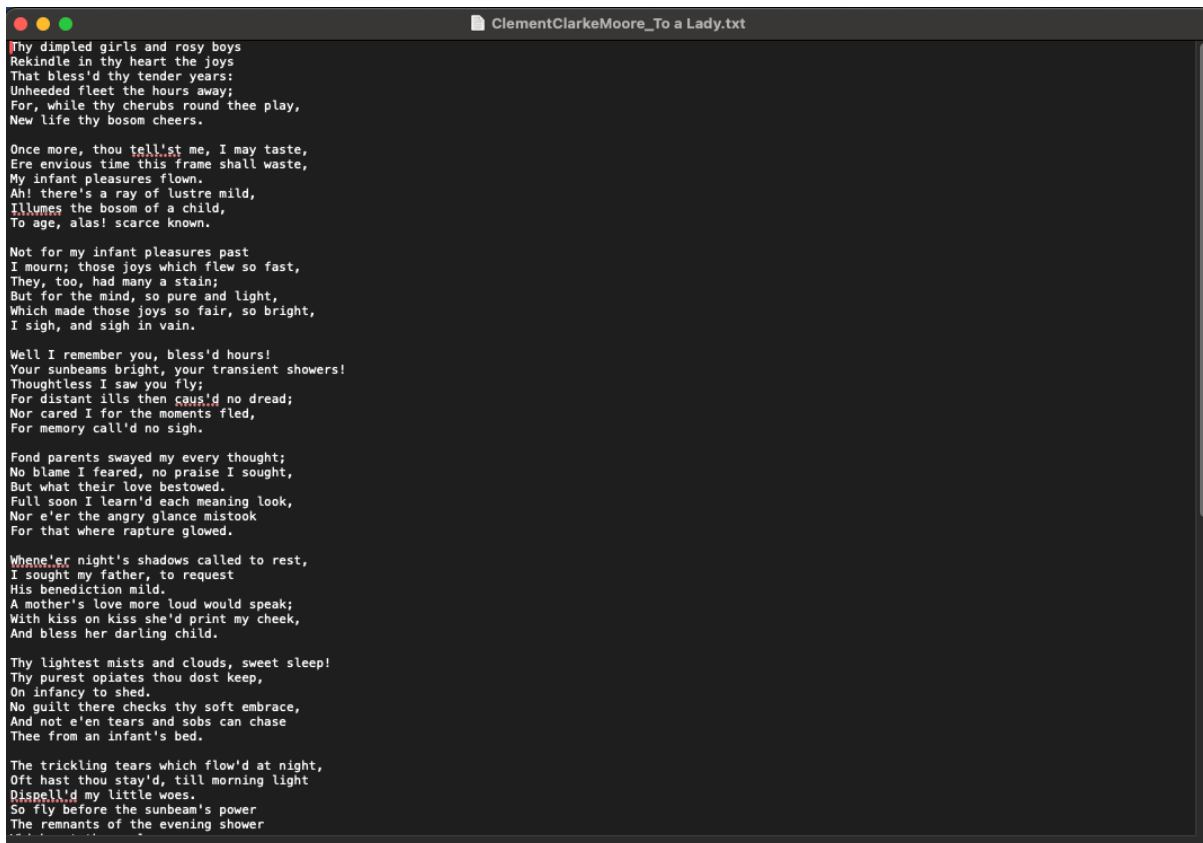 ClementClarkeMoore_To a Lady.txt
Thy dimpled girls and rosy boys
Rekindle in thy heart the joys
That bless'd thy tender years:
Unheeded fleet the hours away;
For, while thy cherubs round thee play,
New life thy bosom cheers.
Once more, thou tell'st me, I may taste,
Ere envious time this frame shall waste,
My infant pleasures flown.
Ah! there's a ray of lustre mild,
Illumes the bosom of a child,
To age, alas! scarce known.
Not for my infant pleasures past
I mourn; those joys which flew so fast,
They, too, had many a stain;
But for the mind, so pure and light,
Which made those joys so fair, so bright,
I sigh, and sigh in vain.
Well I remember you, bless'd hours!
Your sunbeams bright, your transient showers!
Thoughtless I saw you fly;
For distant ills then caus'd no dread;
Nor cared I for the moments fled,
For memory call'd no sigh.
Fond parents swayed my every thought;
No blame I feared, no praise I sought,
But what their love bestowed.
Full soon I learn'd each meaning look,
Nor e'er the angry glance mistook
For that where rapture glowed.
Whene'er night's shadows called to rest,
I sought my father, to request
His benediction mild.
A mother's love more loud would speak;
With kiss on kiss she'd print my cheek,
And bless her darling child.
Thy lightest mists and clouds, sweet sleep!
Thy purest opiates thou dost keep,
On infancy to shed.
No guilt there checks thy soft embrace,
And not e'en tears and sobs can chase
Thee from an infant's bed.
The trickling tears which flow'd at night,
Oft hast thou stay'd, till morning light
Dispell'd my little woes.
So fly before the sunbeam's power
The remnants of the evening shower